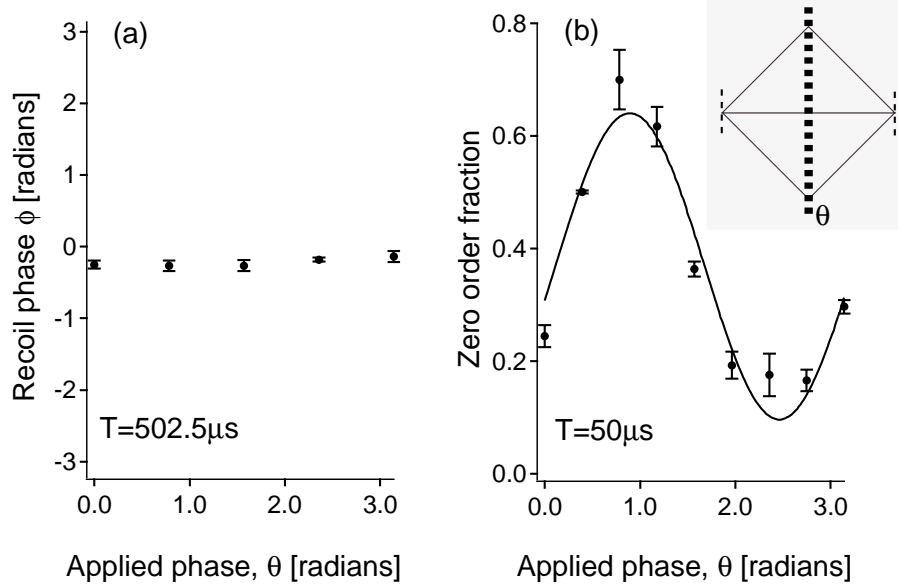 (a)
3
2
1
0
-1
-2
-3
Recoil phase ϕ [radians]
T=502.5μs
0.0 1.0 2.0 3.0
Applied phase, θ [radians]
(b)
0.8
0.6
0.4
0.2
0.0
Zero order fraction
θ
T=50μs
0.0 1.0 2.0 3.0
Applied phase, θ [radians]